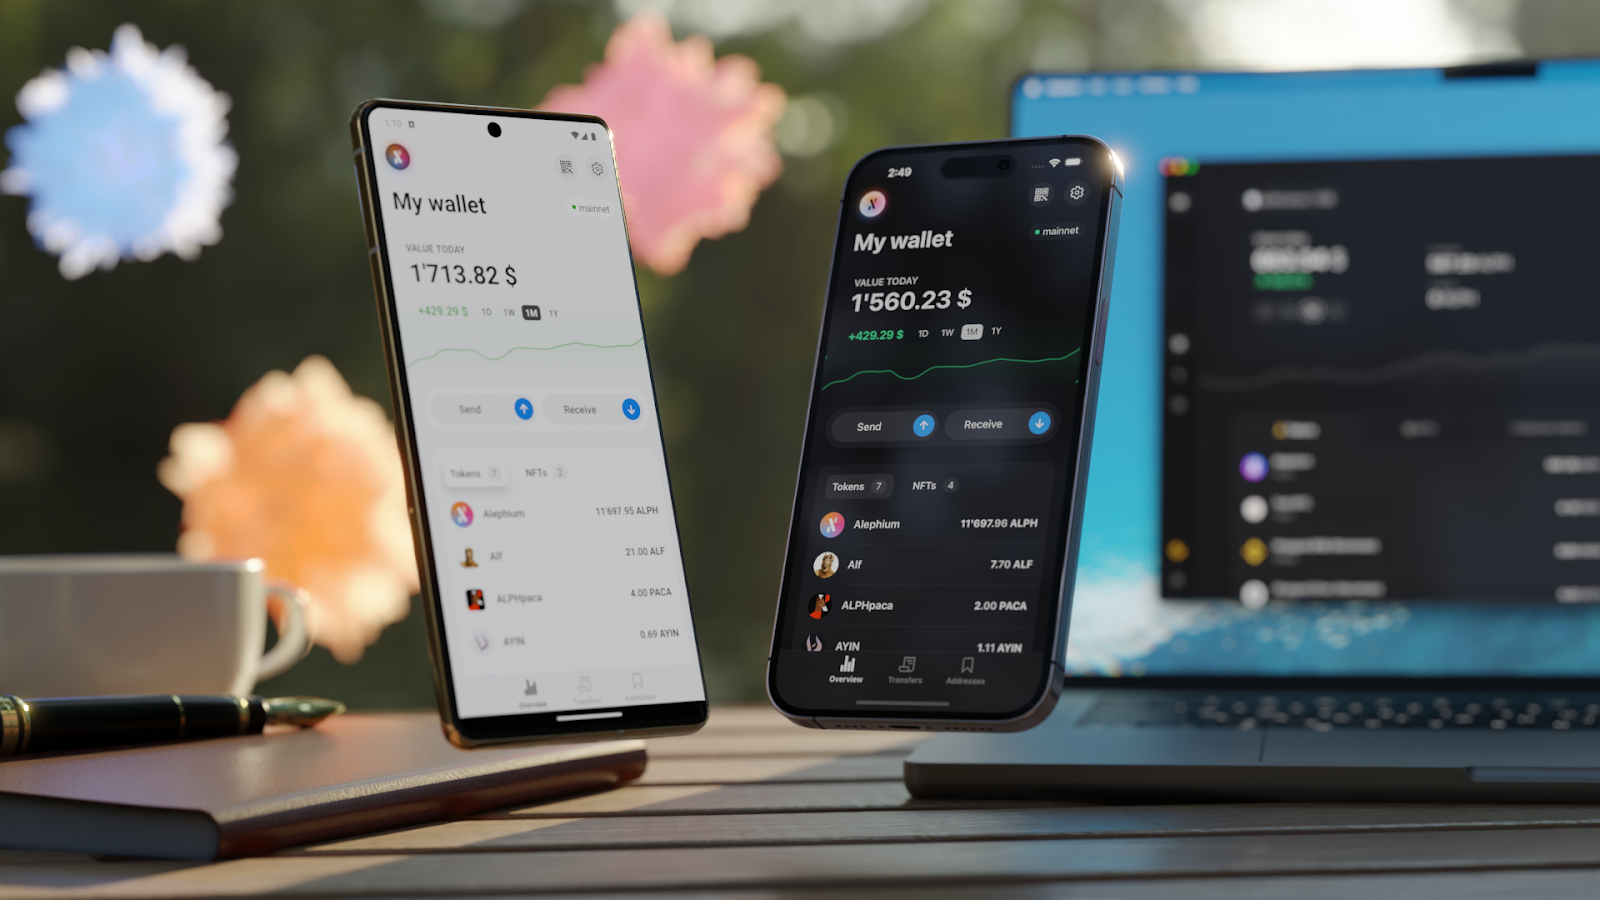 1:10
My wallet
mainnet
VALUE TODAY
1'713.82 $
+429.29 $ 1D 1W 1M 1Y
Send Receive
Tokens 7 NFTs 2
Alephium 11'697.95 ALPH
Alf 21.00 ALF
ALPHpaca 4.00 PACA
AYIN 0.69 AYIN
Overview Transfers Addresses
2:49
My wallet
mainnet
VALUE TODAY
1'560.23 $
+429.29 $ 1D 1W 1M 1Y
Send Receive
Tokens 7 NFTs 4
Alephium 11'697.96 ALPH
Alf 7.70 ALF
ALPHpaca 2.00 PACA
AYIN 1.11 AYIN
Overview Transfers Addresses